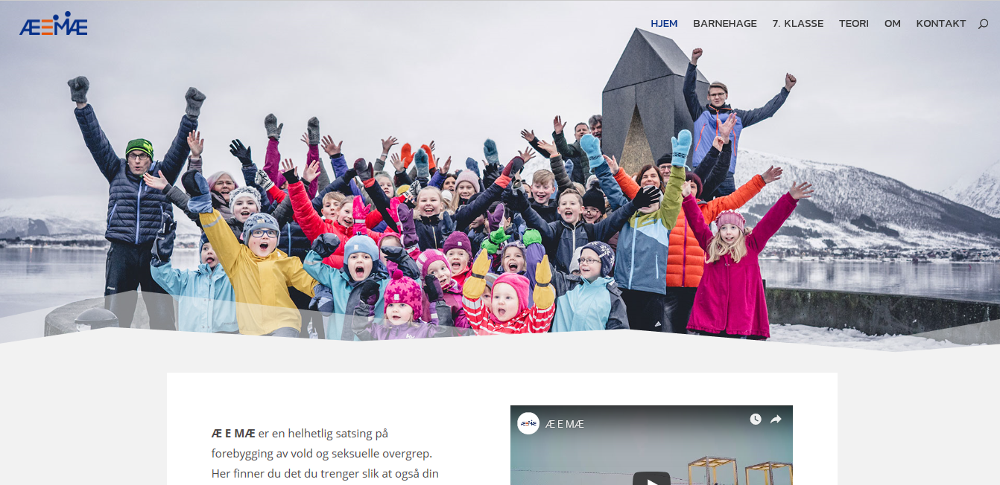 ÆEMÆ
HJEM BARNEHAGE 7. KLASSE TEORI OM KONTAKT
Æ E MÆ er en helhetlig satsing på
forebygging av vold og seksuelle overgrep.
Her finner du det du trenger slik at også din
ÆEMÆ Æ E MÆ